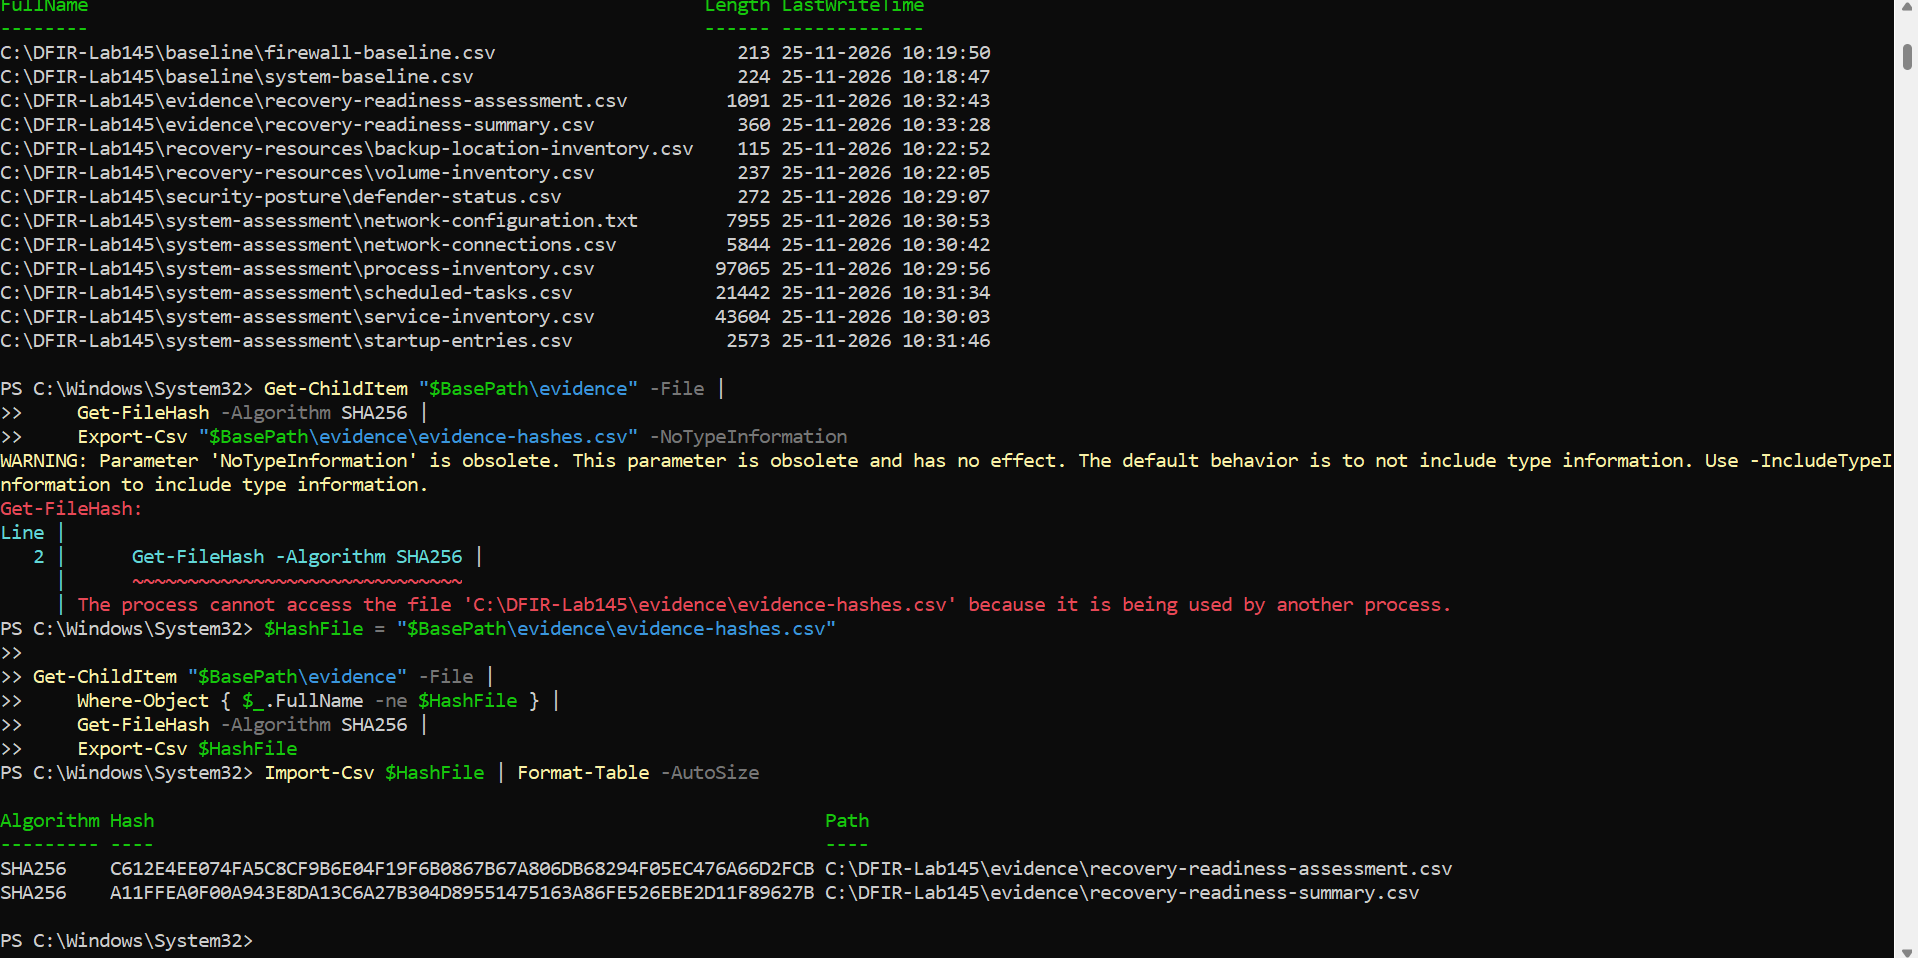 FullName                                                        Length LastWriteTime
--------                                                        ------ -------------
C:\DFIR-Lab145\baseline\firewall-baseline.csv                      213 25-11-2026 10:19:50
C:\DFIR-Lab145\baseline\system-baseline.csv                        224 25-11-2026 10:18:47
C:\DFIR-Lab145\evidence\recovery-readiness-assessment.csv         1091 25-11-2026 10:32:43
C:\DFIR-Lab145\evidence\recovery-readiness-summary.csv             360 25-11-2026 10:33:28
C:\DFIR-Lab145\recovery-resources\backup-location-inventory.csv    115 25-11-2026 10:22:52
C:\DFIR-Lab145\recovery-resources\volume-inventory.csv             237 25-11-2026 10:22:05
C:\DFIR-Lab145\security-posture\defender-status.csv                272 25-11-2026 10:29:07
C:\DFIR-Lab145\system-assessment\network-configuration.txt        7955 25-11-2026 10:30:53
C:\DFIR-Lab145\system-assessment\network-connections.csv          5844 25-11-2026 10:30:42
C:\DFIR-Lab145\system-assessment\process-inventory.csv           97065 25-11-2026 10:29:56
C:\DFIR-Lab145\system-assessment\scheduled-tasks.csv             21442 25-11-2026 10:31:34
C:\DFIR-Lab145\system-assessment\service-inventory.csv           43604 25-11-2026 10:30:03
C:\DFIR-Lab145\system-assessment\startup-entries.csv              2573 25-11-2026 10:31:46
PS C:\Windows\System32> Get-ChildItem "$BasePath\evidence" -File |
>>     Get-FileHash -Algorithm SHA256 |
>>     Export-Csv "$BasePath\evidence\evidence-hashes.csv" -NoTypeInformation
WARNING: Parameter 'NoTypeInformation' is obsolete. This parameter is obsolete and has no effect. The default behavior is to not include type information. Use -IncludeTypeI
nformation to include type information.
Get-FileHash:
Line |
   2 |      Get-FileHash -Algorithm SHA256 |
     |      ~~~~~~~~~~~~~~~~~~~~~~~~~~~~~~
     | The process cannot access the file 'C:\DFIR-Lab145\evidence\evidence-hashes.csv' because it is being used by another process.
PS C:\Windows\System32> $HashFile = "$BasePath\evidence\evidence-hashes.csv"
>>
>> Get-ChildItem "$BasePath\evidence" -File |
>>     Where-Object { $_.FullName -ne $HashFile } |
>>     Get-FileHash -Algorithm SHA256 |
>>     Export-Csv $HashFile
PS C:\Windows\System32> Import-Csv $HashFile | Format-Table -AutoSize
Algorithm Hash                                                             Path
--------- ----                                                             ----
SHA256    C612E4EE074FA5C8CF9B6E04F19F6B0867B67A806DB68294F05EC476A66D2FCB C:\DFIR-Lab145\evidence\recovery-readiness-assessment.csv
SHA256    A11FFEA0F00A943E8DA13C6A27B304D89551475163A86FE526EBE2D11F89627B C:\DFIR-Lab145\evidence\recovery-readiness-summary.csv
PS C:\Windows\System32>